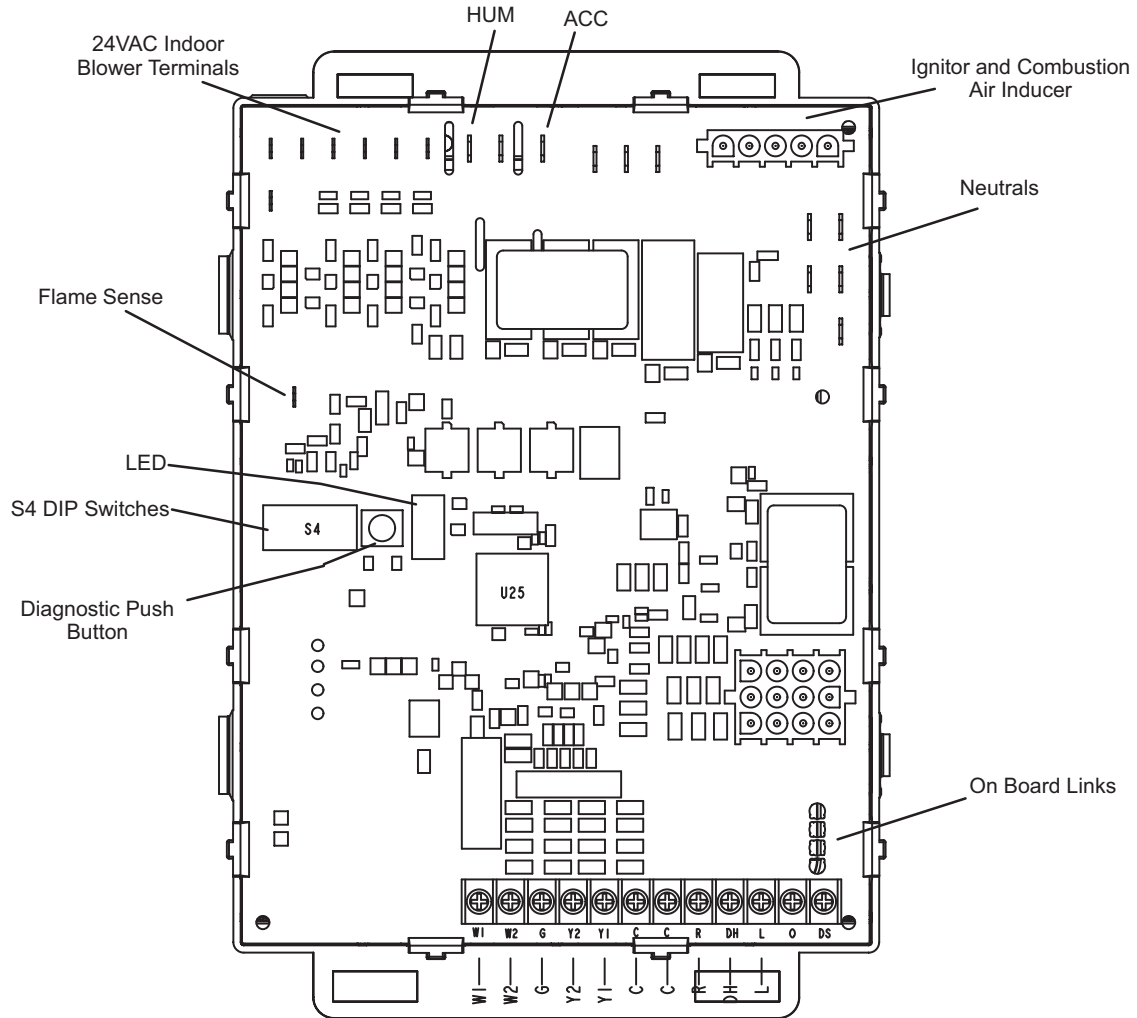 HUM
ACC
24VAC Indoor
Blower Terminals
Ignitor and Combustion
Air Inducer
Neutrals
Flame Sense
LED
S4 DIP Switches
S4
U25
Diagnostic Push
Button
On Board Links
W1 W2 G Y2 Y1 C C R DH L O DS
W1 W2 G Y2 Y1 C C R DH L